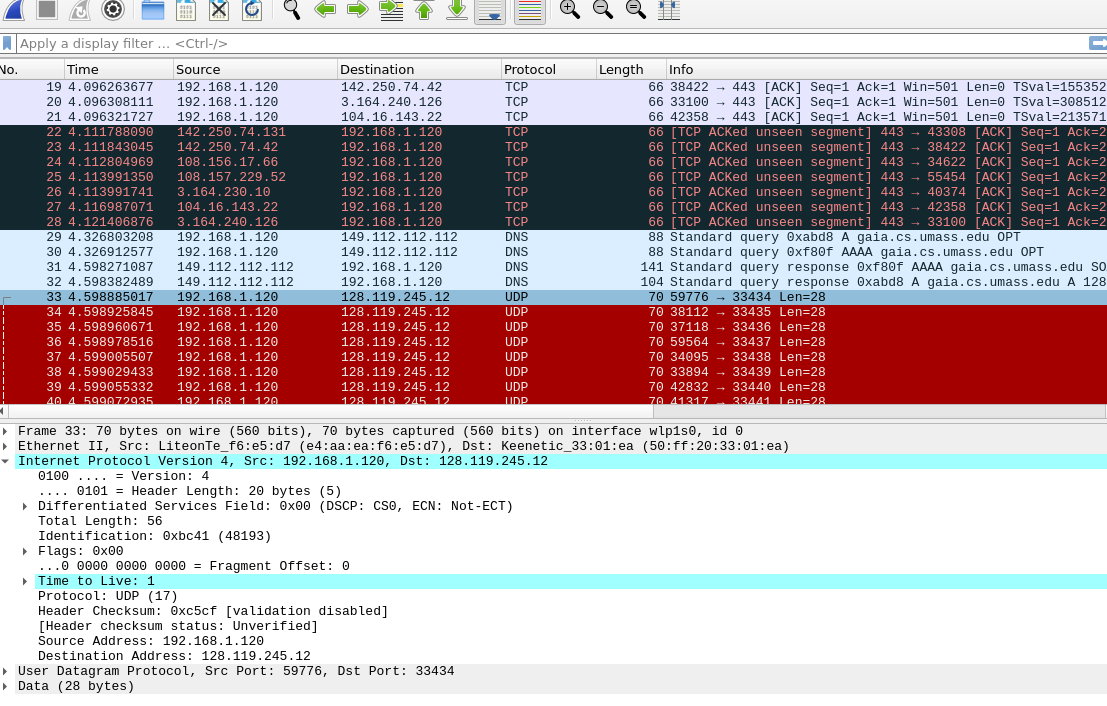 Apply a display filter … <Ctrl-/>
No. Time Source Destination Protocol Length Info
19 4.096263677 192.168.1.120 142.250.74.42 TCP 66 38422 → 443 [ACK] Seq=1 Ack=1 Win=501 Len=0 TSval=155352
20 4.096308111 192.168.1.120 3.164.240.126 TCP 66 33100 → 443 [ACK] Seq=1 Ack=1 Win=501 Len=0 TSval=308512
21 4.096321727 192.168.1.120 104.16.143.22 TCP 66 42358 → 443 [ACK] Seq=1 Ack=1 Win=501 Len=0 TSval=213571
22 4.111788090 142.250.74.131 192.168.1.120 TCP 66 [TCP ACKed unseen segment] 443 → 43308 [ACK] Seq=1 Ack=2
23 4.111843045 142.250.74.42 192.168.1.120 TCP 66 [TCP ACKed unseen segment] 443 → 38422 [ACK] Seq=1 Ack=2
24 4.112804969 108.156.17.66 192.168.1.120 TCP 66 [TCP ACKed unseen segment] 443 → 34622 [ACK] Seq=1 Ack=2
25 4.113991350 108.157.229.52 192.168.1.120 TCP 66 [TCP ACKed unseen segment] 443 → 55454 [ACK] Seq=1 Ack=2
26 4.113991741 3.164.230.10 192.168.1.120 TCP 66 [TCP ACKed unseen segment] 443 → 40374 [ACK] Seq=1 Ack=2
27 4.116987071 104.16.143.22 192.168.1.120 TCP 66 [TCP ACKed unseen segment] 443 → 42358 [ACK] Seq=1 Ack=2
28 4.121406876 3.164.240.126 192.168.1.120 TCP 66 [TCP ACKed unseen segment] 443 → 33100 [ACK] Seq=1 Ack=2
29 4.326803208 192.168.1.120 149.112.112.112 DNS 88 Standard query 0xabd8 A gaia.cs.umass.edu OPT
30 4.326912577 192.168.1.120 149.112.112.112 DNS 88 Standard query 0xf80f AAAA gaia.cs.umass.edu OPT
31 4.598271087 149.112.112.112 192.168.1.120 DNS 141 Standard query response 0xf80f AAAA gaia.cs.umass.edu SO
32 4.598382489 149.112.112.112 192.168.1.120 DNS 104 Standard query response 0xabd8 A gaia.cs.umass.edu A 128
33 4.598885017 192.168.1.120 128.119.245.12 UDP 70 59776 → 33434 Len=28
34 4.598925845 192.168.1.120 128.119.245.12 UDP 70 38112 → 33435 Len=28
35 4.598960671 192.168.1.120 128.119.245.12 UDP 70 37118 → 33436 Len=28
36 4.598978516 192.168.1.120 128.119.245.12 UDP 70 59564 → 33437 Len=28
37 4.599005507 192.168.1.120 128.119.245.12 UDP 70 34095 → 33438 Len=28
38 4.599029433 192.168.1.120 128.119.245.12 UDP 70 33894 → 33439 Len=28
39 4.599055332 192.168.1.120 128.119.245.12 UDP 70 42832 → 33440 Len=28
40 4.599072935 192.168.1.120 128.119.245.12 UDP 70 41317 → 33441 Len=28
Frame 33: 70 bytes on wire (560 bits), 70 bytes captured (560 bits) on interface wlp1s0, id 0
Ethernet II, Src: LiteonTe_f6:e5:d7 (e4:aa:ea:f6:e5:d7), Dst: Keenetic_33:01:ea (50:ff:20:33:01:ea)
Internet Protocol Version 4, Src: 192.168.1.120, Dst: 128.119.245.12
0100 .... = Version: 4
.... 0101 = Header Length: 20 bytes (5)
Differentiated Services Field: 0x00 (DSCP: CS0, ECN: Not-ECT)
Total Length: 56
Identification: 0xbc41 (48193)
Flags: 0x00
...0 0000 0000 0000 = Fragment Offset: 0
Time to Live: 1
Protocol: UDP (17)
Header Checksum: 0xc5cf [validation disabled]
[Header checksum status: Unverified]
Source Address: 192.168.1.120
Destination Address: 128.119.245.12
User Datagram Protocol, Src Port: 59776, Dst Port: 33434
Data (28 bytes)